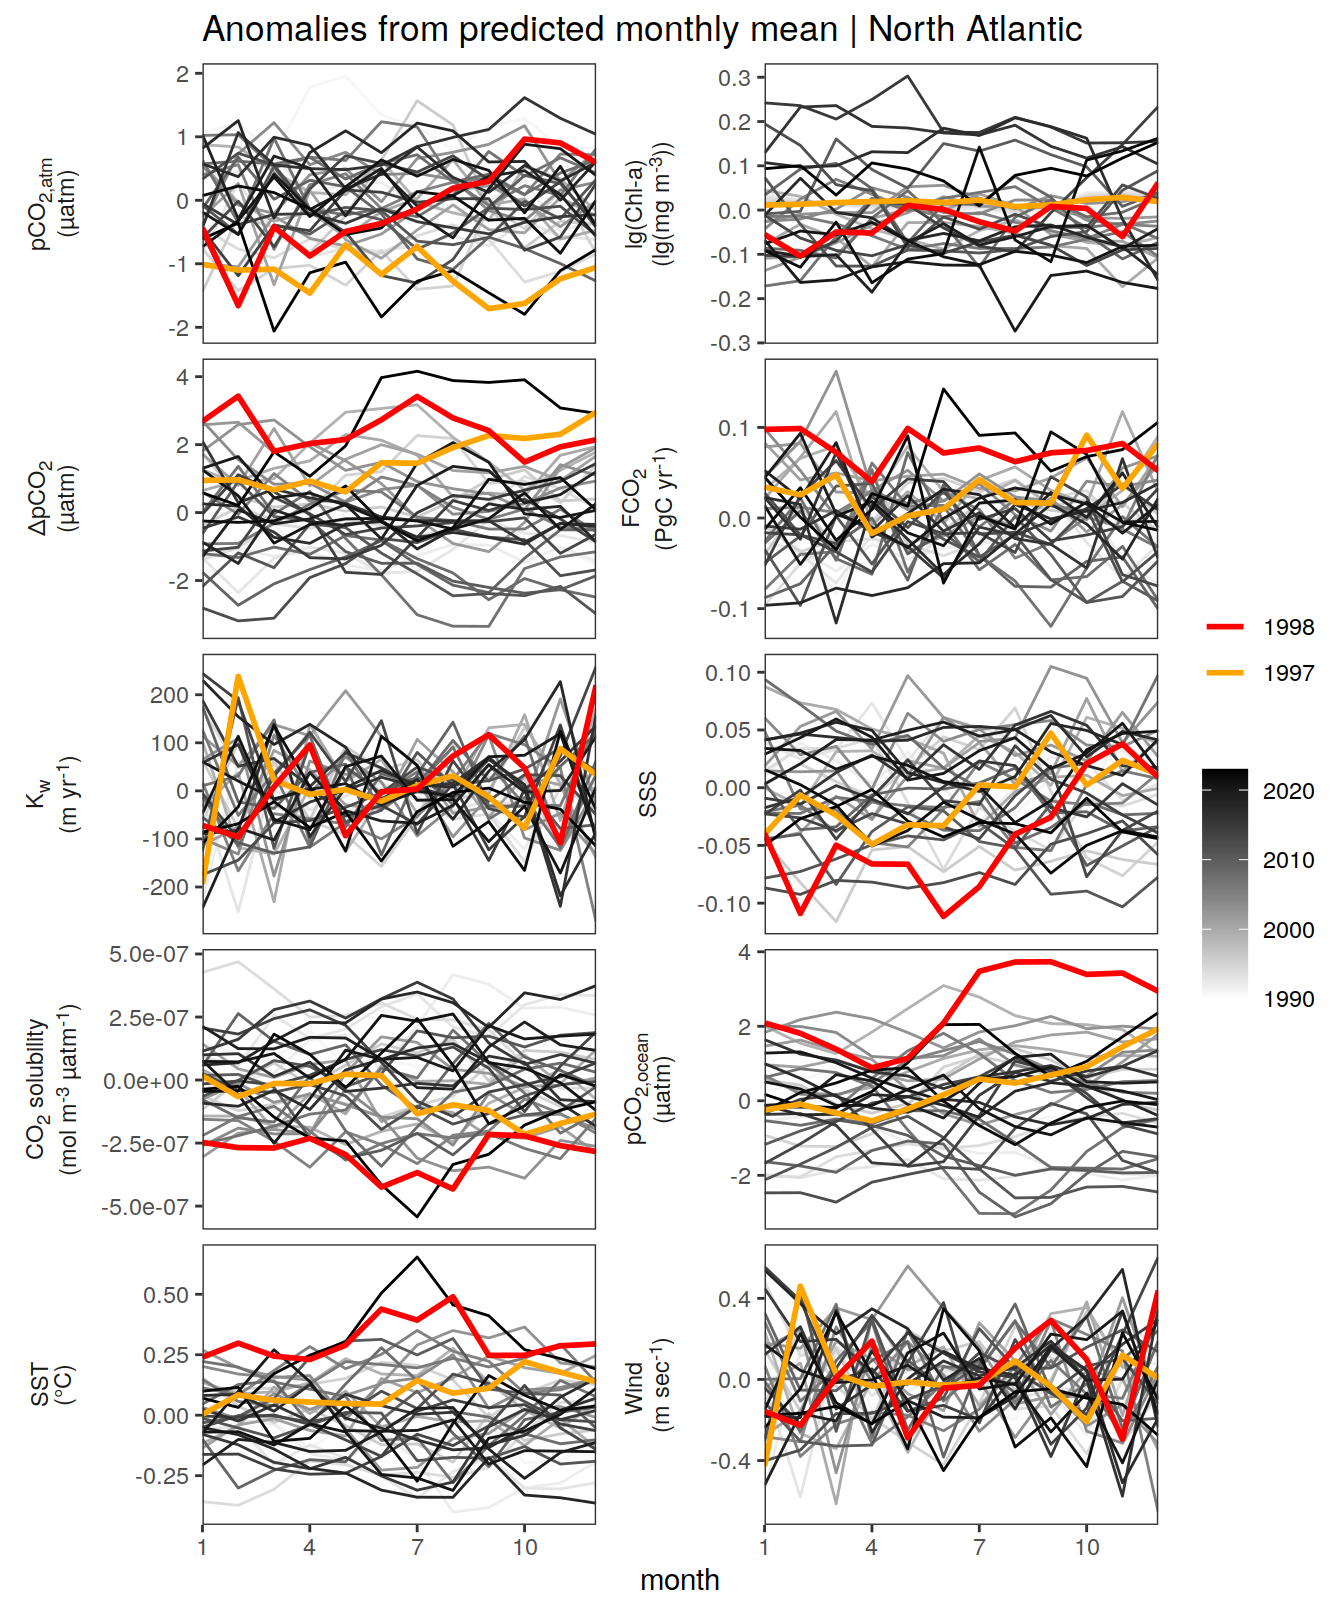 Anomalies from predicted monthly mean | North Atlantic
pCO2,atm
(µatm)
2
1
0
-1
-2
lg(Chl-a)
(lg(mg m-3))
0.3
0.2
0.1
0.0
-0.1
-0.2
-0.3
ΔpCO2
(µatm)
4
2
0
-2
FCO2
(PgC yr-1)
0.1
0.0
-0.1
Kw
(m yr-1)
200
100
0
-100
-200
SSS
0.10
0.05
0.00
-0.05
-0.10
CO2 solubility
(mol m-3 µatm-1)
5.0e-07
2.5e-07
0.0e+00
-2.5e-07
-5.0e-07
pCO2,ocean
(µatm)
4
2
0
-2
SST
(°C)
0.50
0.25
0.00
-0.25
1 4 7 10
Wind
(m sec-1)
0.4
0.0
-0.4
1 4 7 10
month
1998
1997
2020
2010
2000
1990